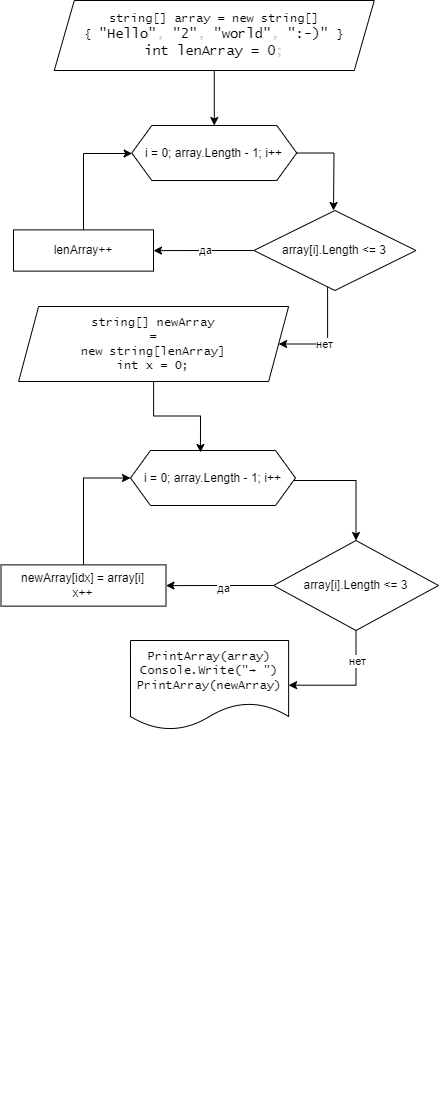 string[] array = new string[]
{ "Hello", "2", "world", ":-)" }
int lenArray = 0;
i = 0; array.Length - 1; i++
lenArray++
да
array[i].Length <= 3
string[] newArray
=
new string[lenArray]
int x = 0;
нет
i = 0; array.Length - 1; i++
newArray[idx] = array[i]
x++
да
array[i].Length <= 3
PrintArray(array)
Console.Write("→ ")
PrintArray(newArray)
нет